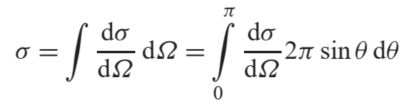 σ = ∫ dσ/dΩ dΩ = ∫₀^π dσ/dΩ 2π sin θ dθ